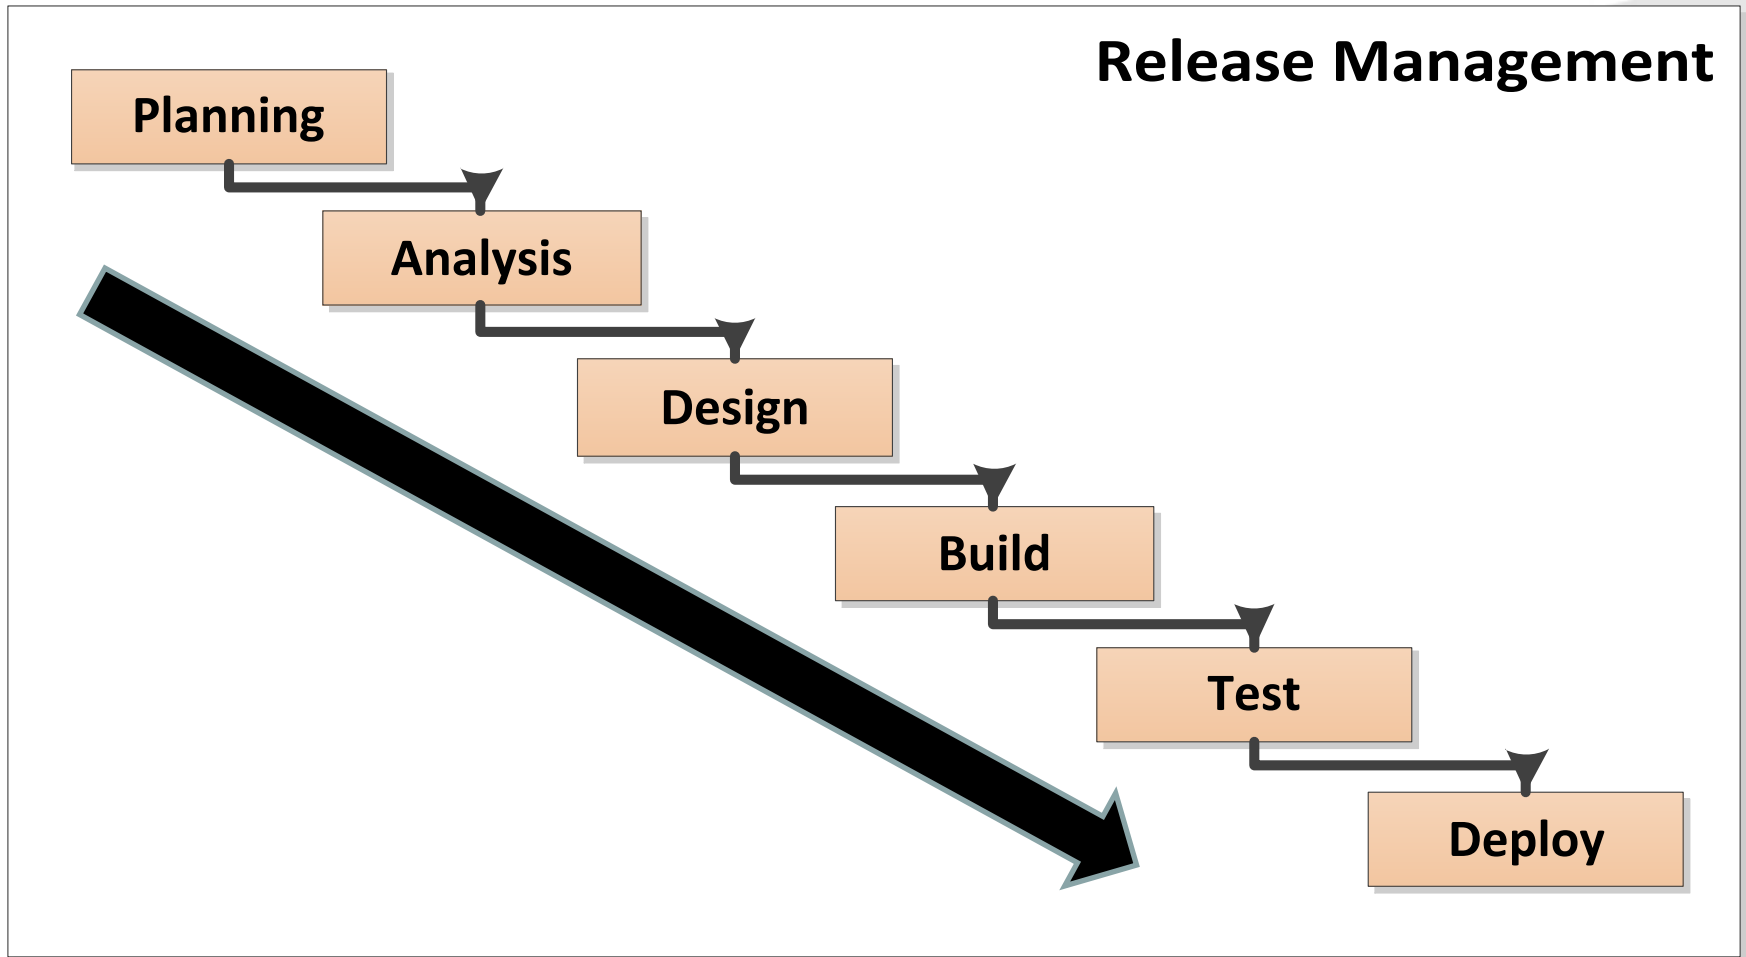 Release Management
Planning
Analysis
Design
Build
Test
Deploy